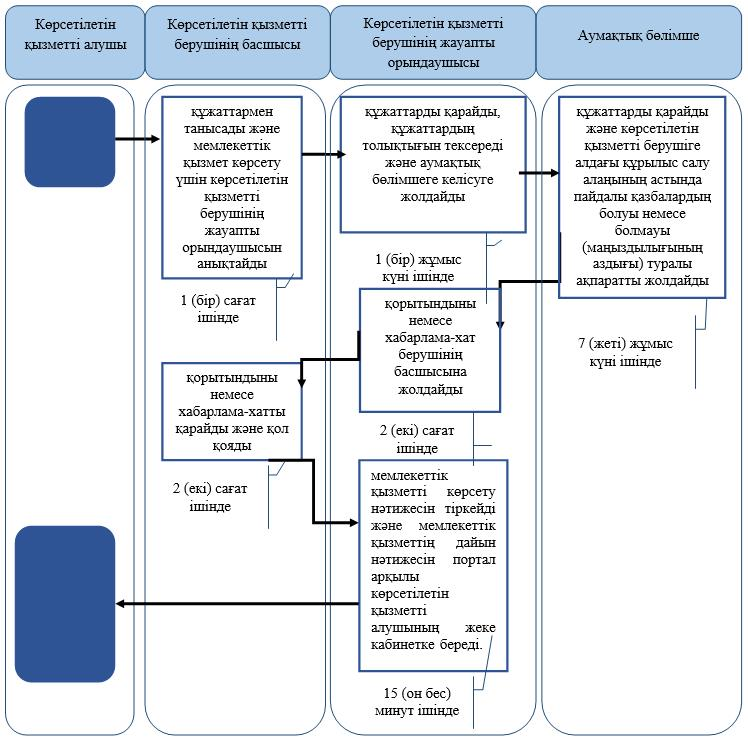 Көрсетілетін
қызметті алушы
Көрсетілетін қызметті
берушінің басшысы
Көрсетілетін қызметті
берушінің жауапты
орындаушысы
Аумақтық бөлімше
құжаттармен
танысады және
мемлекеттік
қызмет көрсету
үшін көрсетілетін
қызметті
берушінің
жауапты
орындаушысын
анықтайды
1 (бір) сағат
ішінде
құжаттарды қарайды,
құжаттардың
толықтығын тексереді
және аумақтық
бөлімшеге келісуге
жолдайды
1 (бір) жұмыс
күні ішінде
құжаттарды қарайды
және көрсетілетін
қызметті берушіге
алдағы құрылыс салу
алаңының астында
пайдалы қазбалардың
болуы немесе
болмауы
(маңыздылығының
аздығы) туралы
ақпаратты жолдайды
7 (жеті) жұмыс
күні ішінде
қорытындыны
немесе
хабарлама-хат
берушінің
басшысына
жолдайды
2 (екі) сағат
ішінде
қорытындыны
немесе
хабарлама-хатты
қарайды және қол
қояды
2 (екі) сағат
ішінде
мемлекеттік
қызметті көрсету
нәтижесін тіркейді
және мемлекеттік
қызметтің дайын
нәтижесін портал
арқылы
көрсетілетін
қызметті
алушының жеке
кабинетке береді.
15 (он бес)
минут ішінде